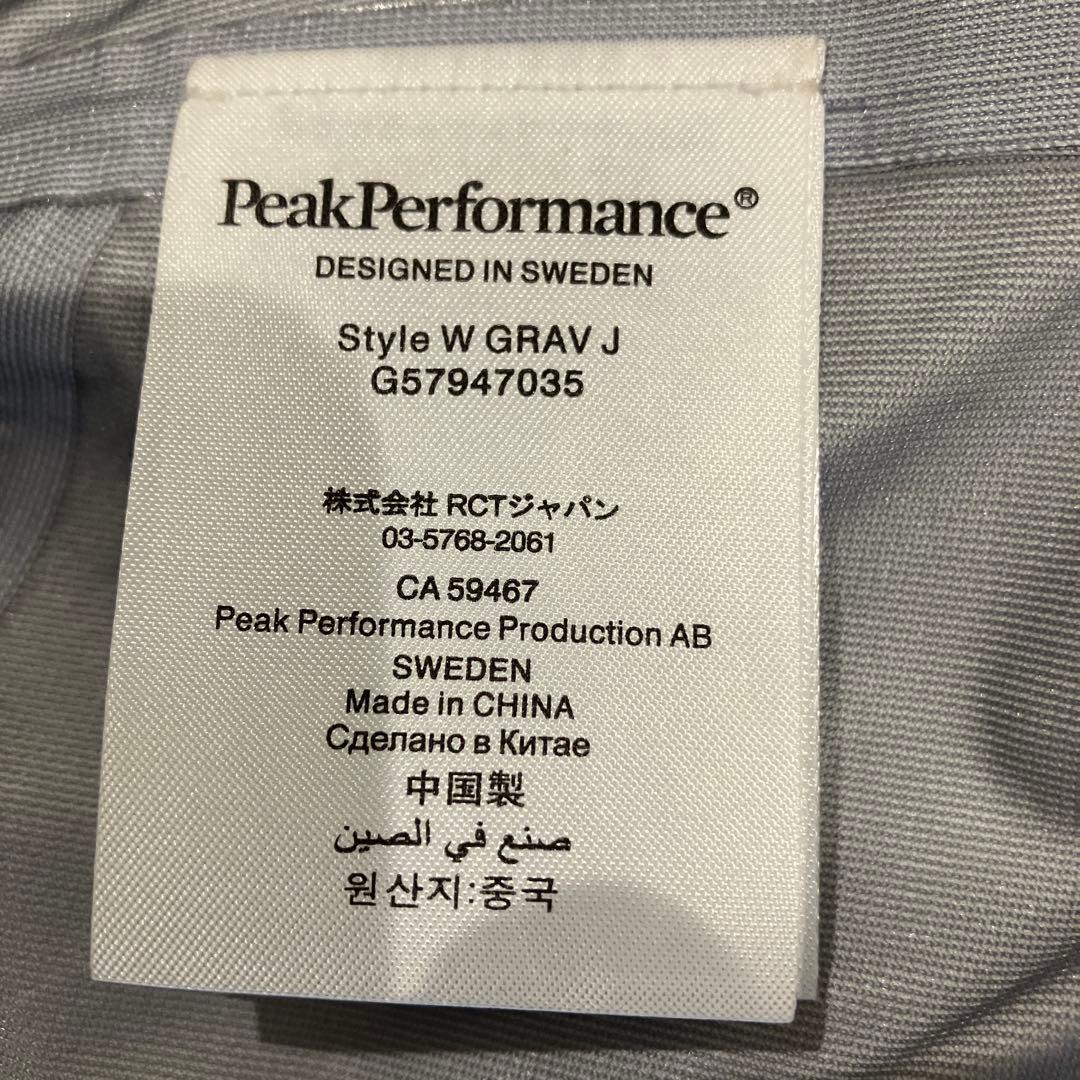 PeakPerformance®
DESIGNED IN SWEDEN
Style W GRAV J
G57947035
株式会社 RCTジャパン
03-5768-2061
CA 59467
Peak Performance Production AB
SWEDEN
Made in CHINA
Сделано в Китае
中国製
صنع في الصين
원산지:중국